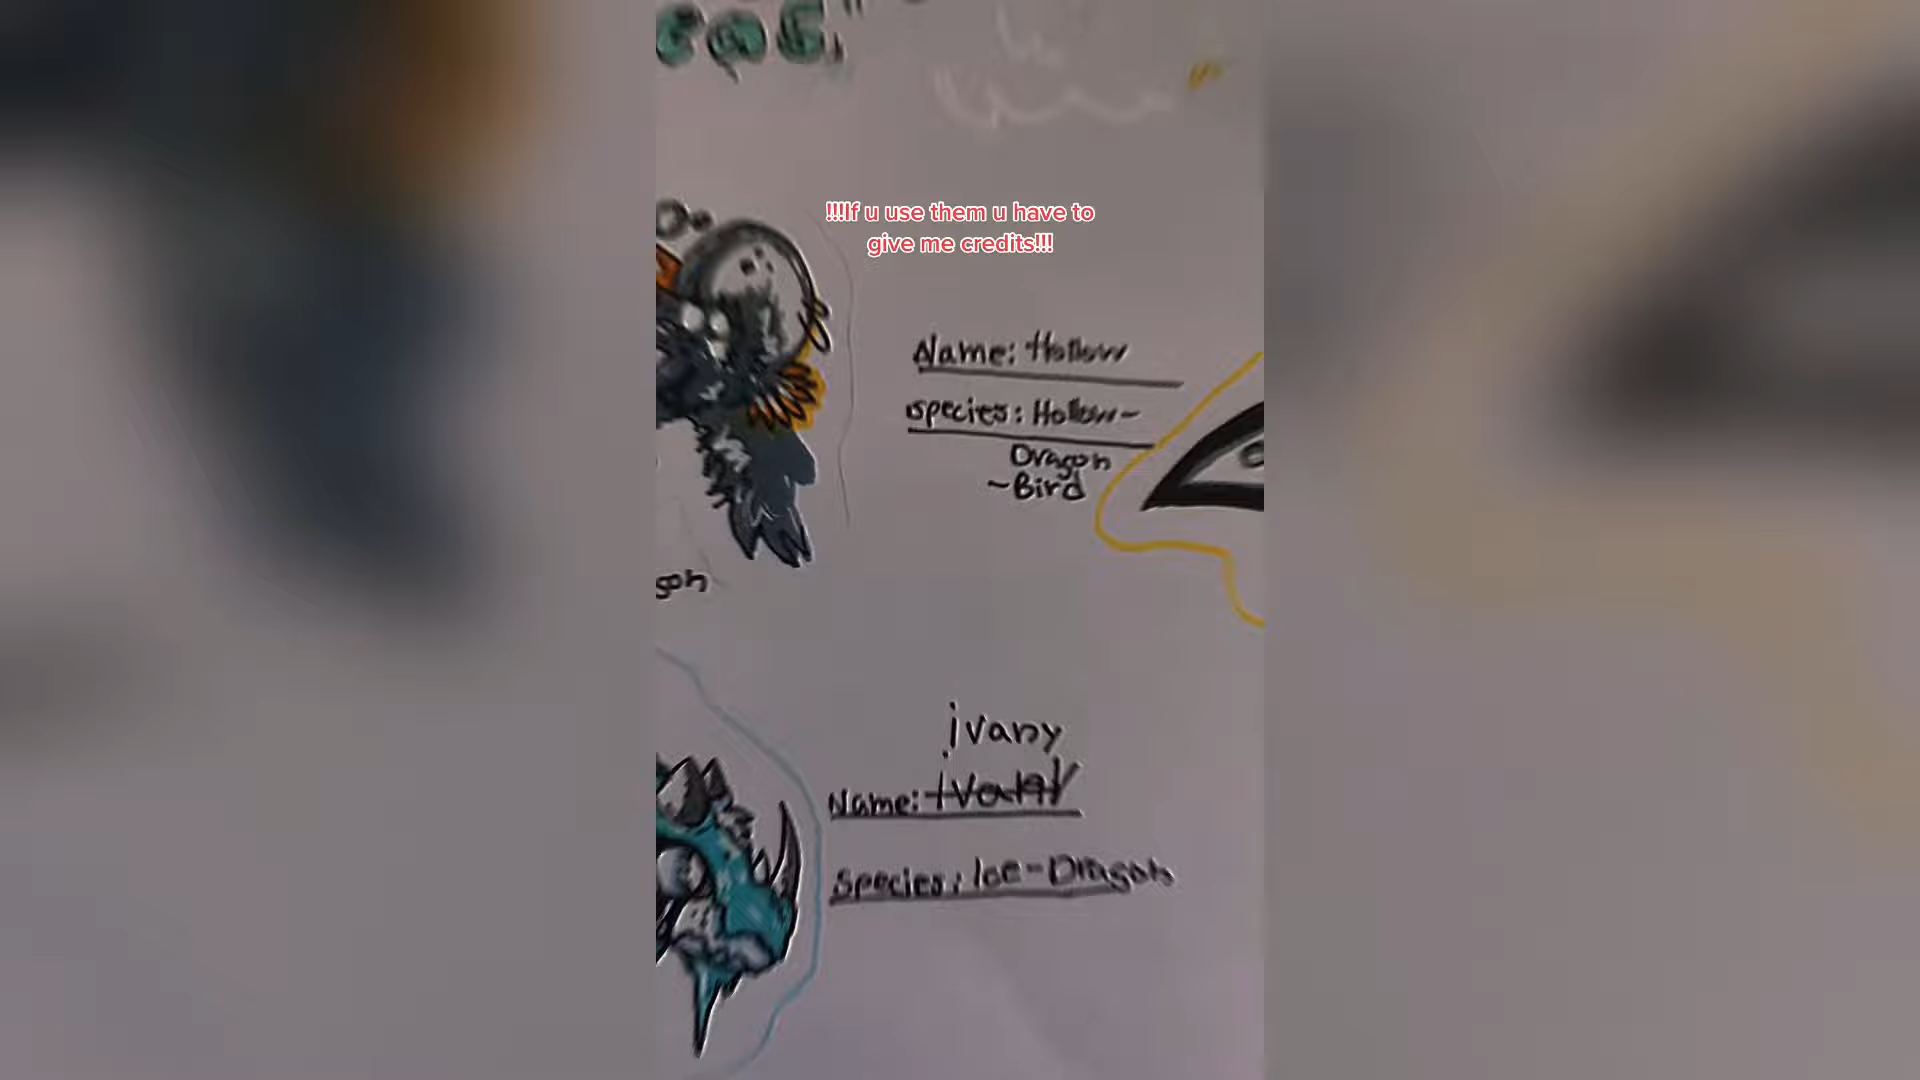 !!!If u use them u have to
give me credits!!!
Name: Hollow
species: Hollow-
Dragon
~Bird
ivany
Name:
Species: Ice-Dragon